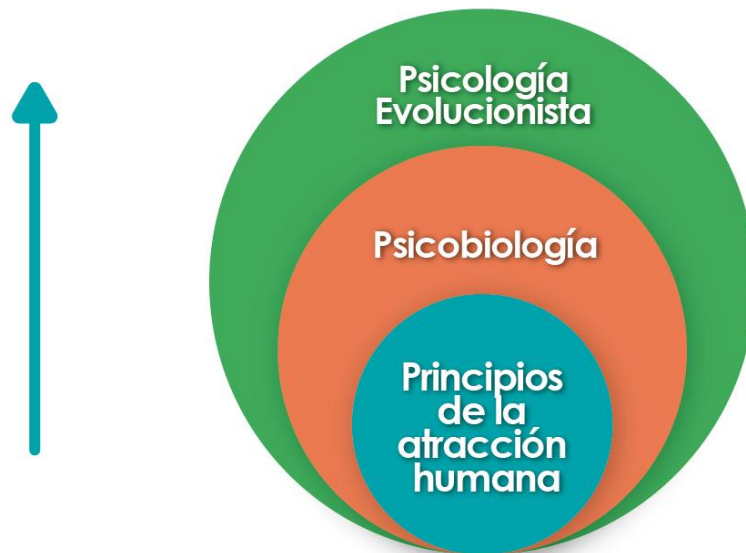 Psicología
Evolucionista
Psicobiología
Principios
de la
atracción
humana